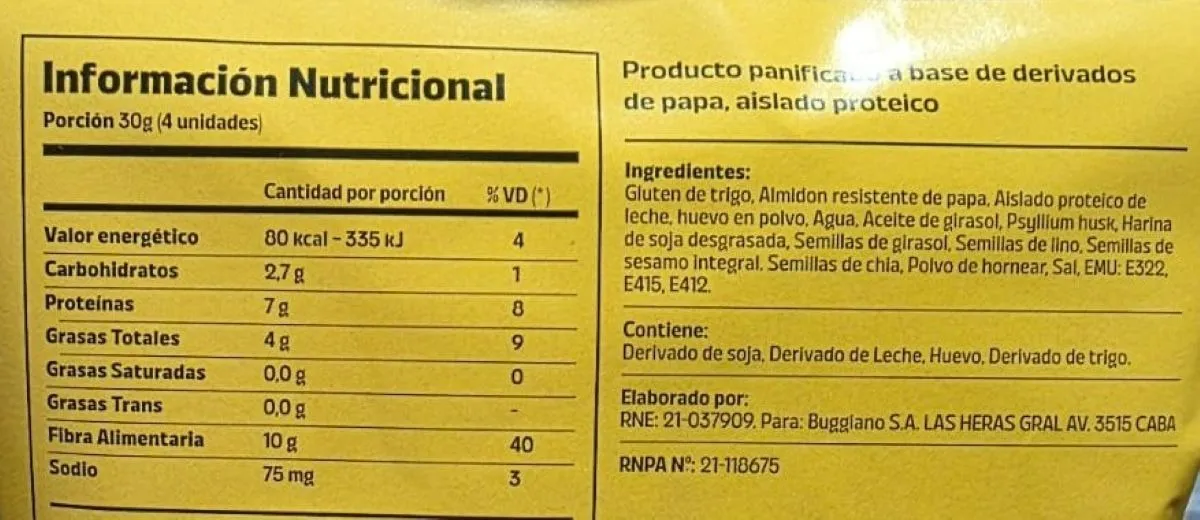 Información Nutricional
Porción 30g (4 unidades)
Cantidad por porción % VD (*)
Valor energético 80 kcal - 335 kJ 4
Carbohidratos 2,7 g 1
Proteínas 7 g 8
Grasas Totales 4 g 9
Grasas Saturadas 0,0 g 0
Grasas Trans 0,0 g -
Fibra Alimentaria 10 g 40
Sodio 75 mg 3
Producto a base de derivados
de papa, aislado proteico
Ingredientes:
Gluten de trigo, Almidon resistente de papa, Aislado proteico de
leche, huevo en polvo, Agua, Aceite de girasol, Psyllium husk, Harina
de soja desgrasada, Semillas de girasol, Semillas de lino, Semillas de
sesamo integral, Semillas de chia, Polvo de hornear, Sal, EMU: E322,
E415, E412.
Contiene:
Derivado de soja, Derivado de Leche, Huevo, Derivado de trigo.
Elaborado por:
RNE: 21-037909. Para: Buggiano S.A. LAS HERAS GRAL AV. 3515 CABA
RNPA Nº: 21-118675